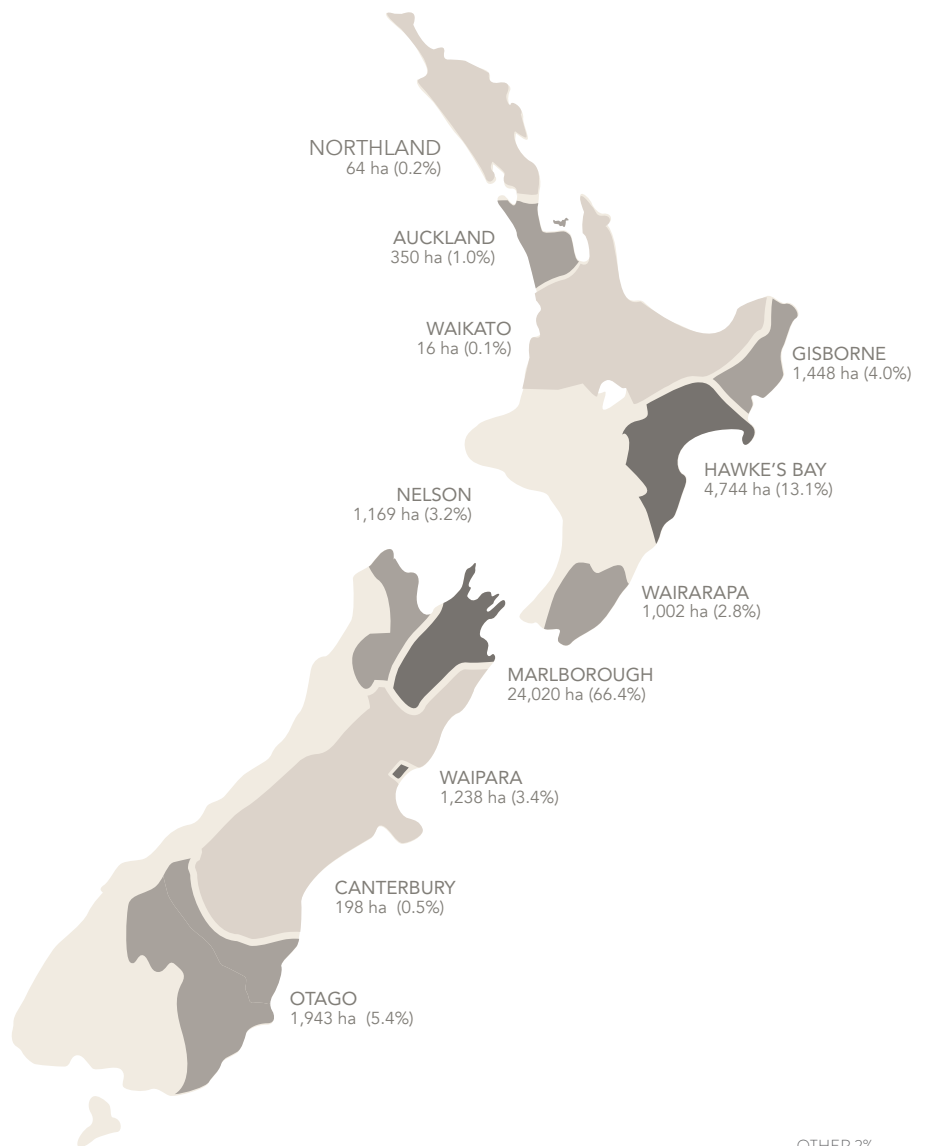 NORTHLAND
64 ha (0.2%)
AUCKLAND
350 ha (1.0%)
WAIKATO
16 ha (0.1%)
GISBORNE
1,448 ha (4.0%)
HAWKE'S BAY
4,744 ha (13.1%)
NELSON
1,169 ha (3.2%)
WAIRARAPA
1,002 ha (2.8%)
MARLBOROUGH
24,020 ha (66.4%)
WAIPARA
1,238 ha (3.4%)
CANTERBURY
198 ha (0.5%)
OTAGO
1,943 ha (5.4%)
OTHER 2%